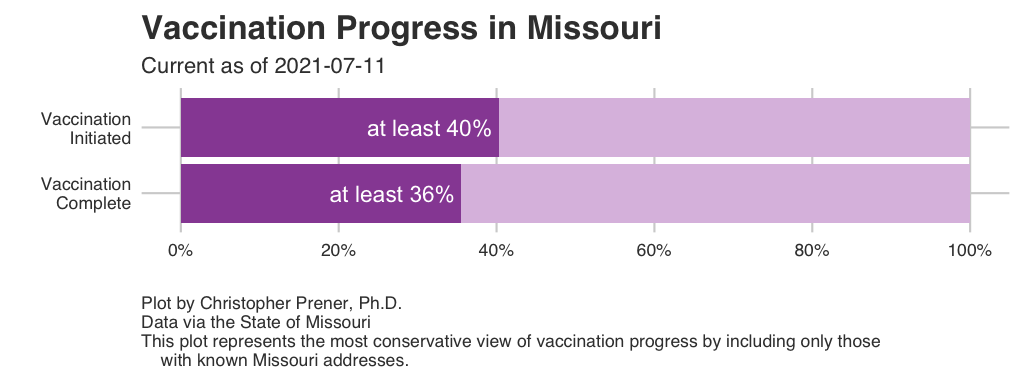 Vaccination Progress in Missouri
Current as of 2021-07-11
Vaccination
Initiated
at least 40%
Vaccination
Complete
at least 36%
0% 20% 40% 60% 80% 100%
Plot by Christopher Prener, Ph.D.
Data via the State of Missouri
This plot represents the most conservative view of vaccination progress by including only those
with known Missouri addresses.